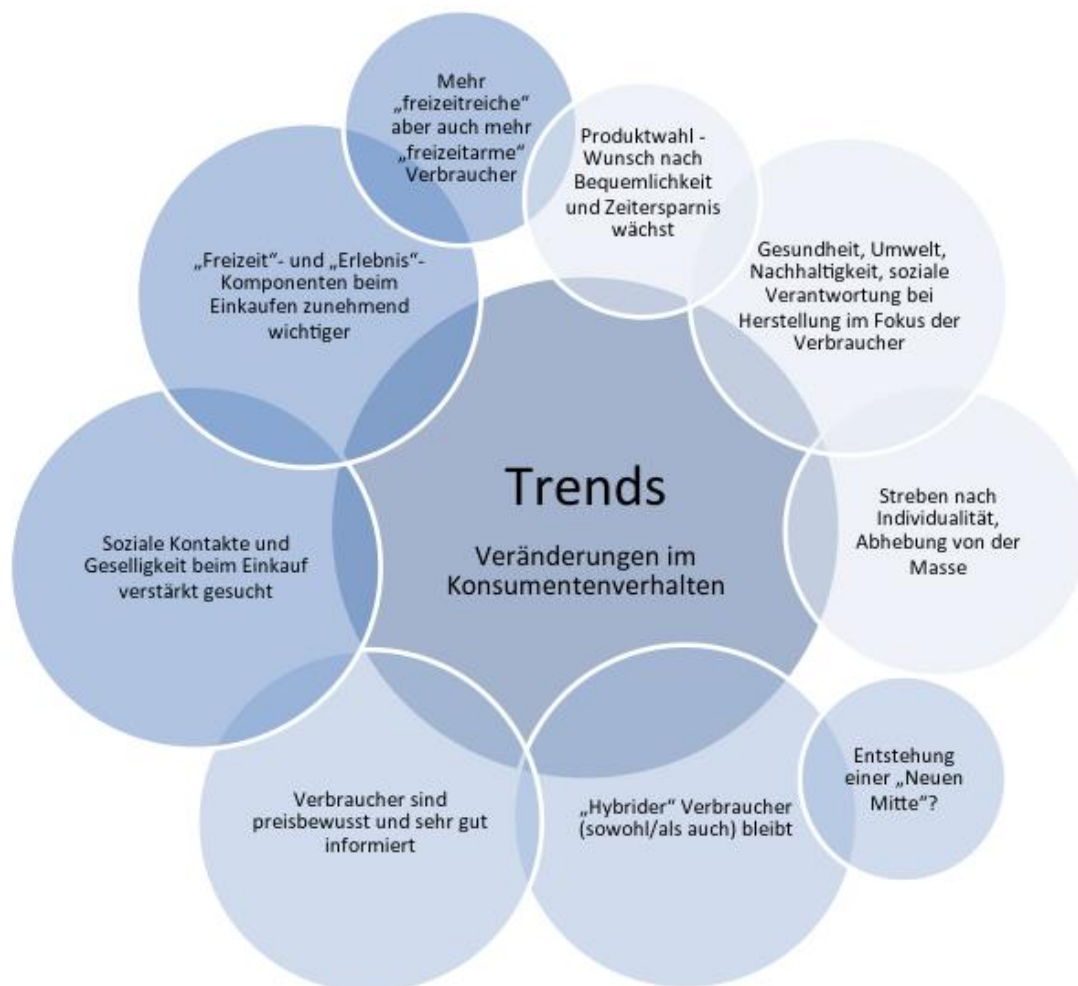 Mehr
„freizeitreiche“
aber auch mehr
„freizeitarme“
Verbraucher
Produktwahl -
Wunsch nach
Bequemlichkeit
und Zeitersparnis
wächst
Gesundheit, Umwelt,
Nachhaltigkeit, soziale
Verantwortung bei
Herstellung im Fokus der
Verbraucher
„Freizeit“- und „Erlebnis“-
Komponenten beim
Einkaufen zunehmend
wichtiger
Trends
Veränderungen im
Konsumentenverhalten
Streben nach
Individualität,
Abhebung von der
Masse
Soziale Kontakte und
Geselligkeit beim Einkauf
verstärkt gesucht
Entstehung
einer „Neuen
Mitte“?
Verbraucher sind
preisbewusst und sehr gut
informiert
„Hybrider“ Verbraucher
(sowohl/als auch) bleibt